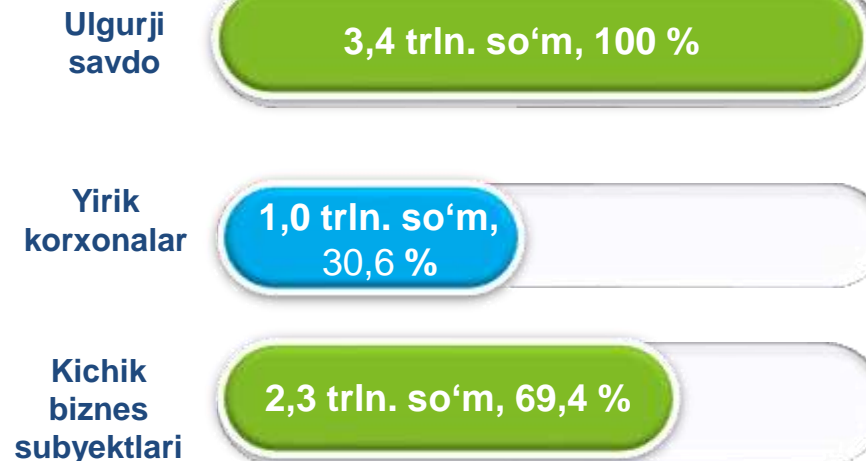 Ulgurji
savdo
3,4 trln. so‘m, 100 %
Yirik
korxonalar
1,0 trln. so‘m,
30,6 %
Kichik
biznes
subyektlari
2,3 trln. so‘m, 69,4 %